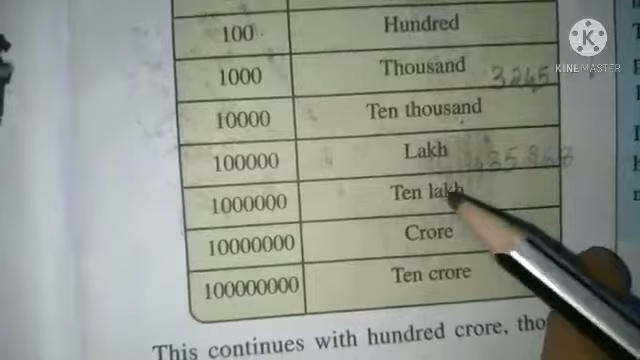 K
KINEMASTER
100 Hundred
1000 Thousand
3245
10000 Ten thousand
100000 Lakh
1000000 Ten lakh
10000000 Crore
100000000 Ten crore
This continues with hundred crore,